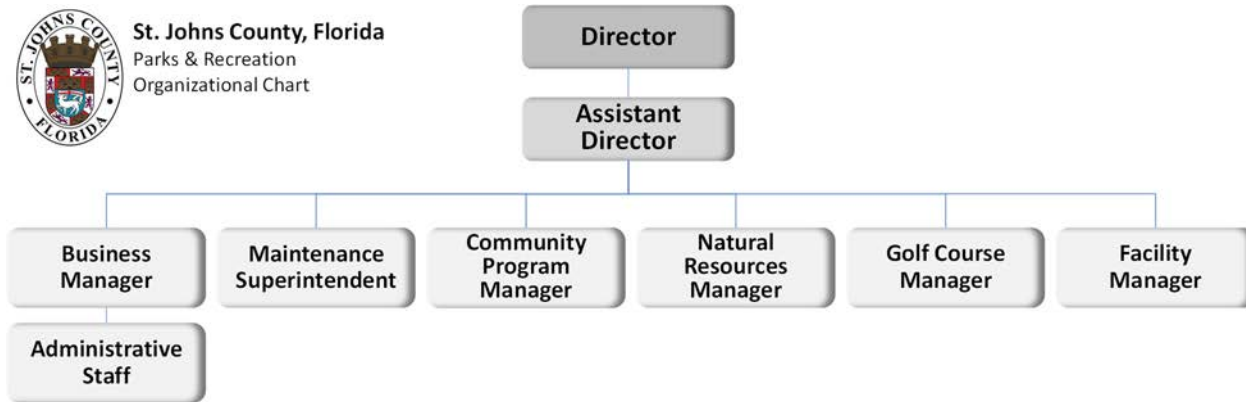 ST. JOHNS COUNTY
FLORIDA
St. Johns County, Florida
Parks & Recreation
Organizational Chart
Director
Assistant
Director
Business
Manager
Maintenance
Superintendent
Community
Program
Manager
Natural
Resources
Manager
Golf Course
Manager
Facility
Manager
Administrative
Staff